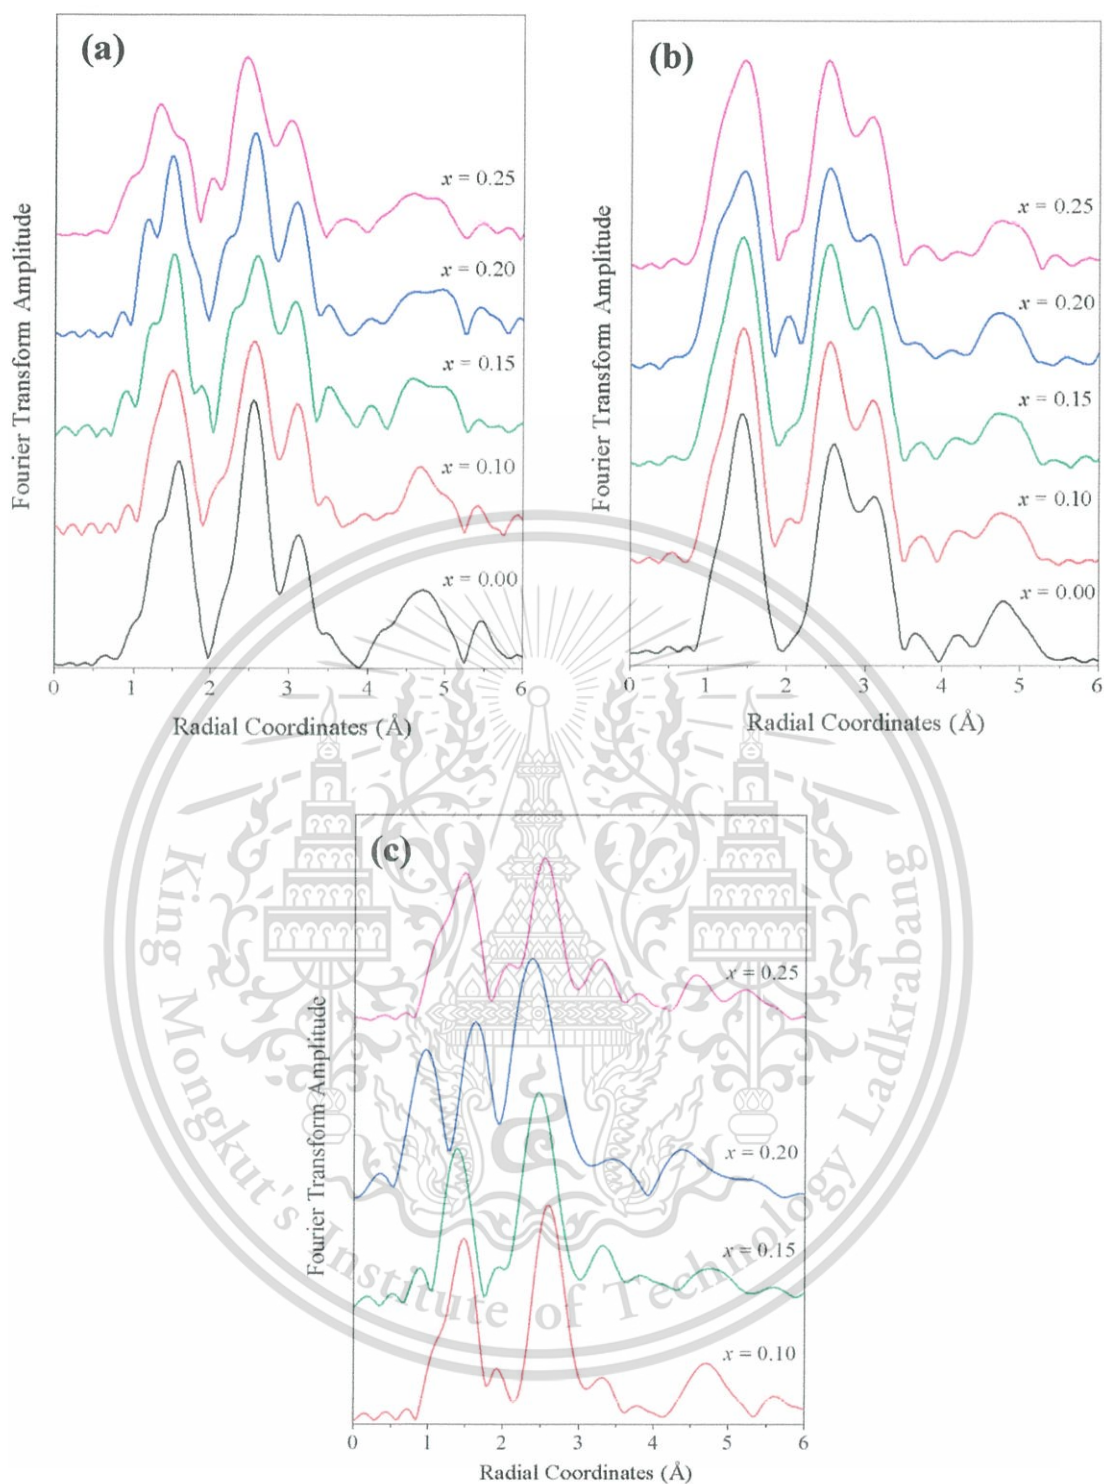 (a)
Fourier Transform Amplitude
x = 0.25
x = 0.20
x = 0.15
x = 0.10
x = 0.00
0 1 2 3 4 5 6
Radial Coordinates (Å)
(b)
Fourier Transform Amplitude
x = 0.25
x = 0.20
x = 0.15
x = 0.10
x = 0.00
0 1 2 3 4 5 6
Radial Coordinates (Å)
(c)
Fourier Transform Amplitude
x = 0.25
x = 0.20
x = 0.15
x = 0.10
0 1 2 3 4 5 6
Radial Coordinates (Å)
King Mongkut's Institute of Technology Ladkrabang